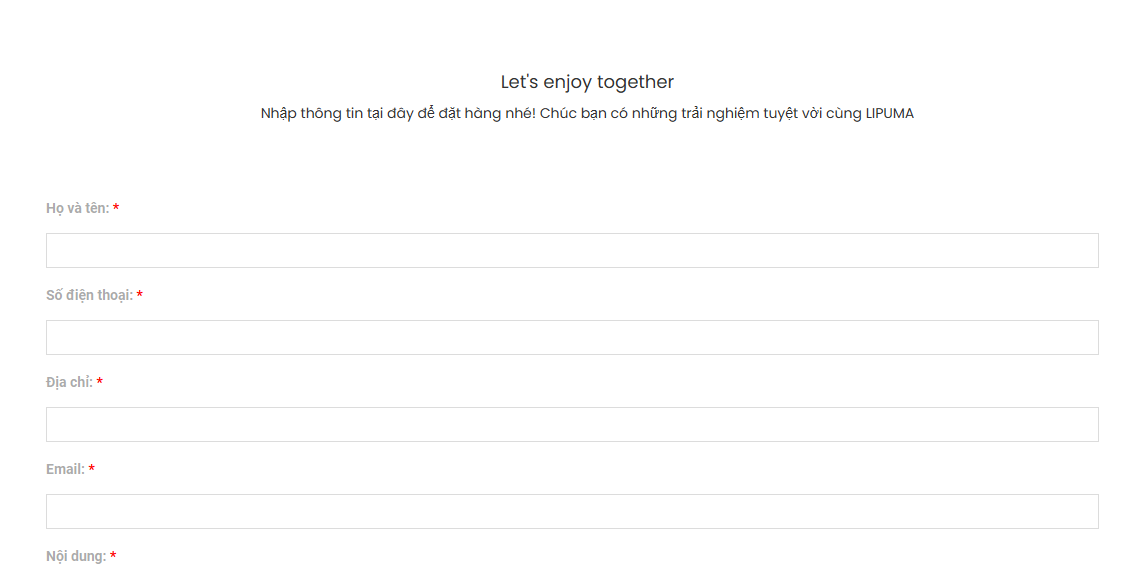 Let's enjoy together
Nhập thông tin tại đây để đặt hàng nhé! Chúc bạn có những trải nghiệm tuyệt vời cùng LIPUMA
Họ và tên: *
Số điện thoại: *
Địa chỉ: *
Email: *
Nội dung: *